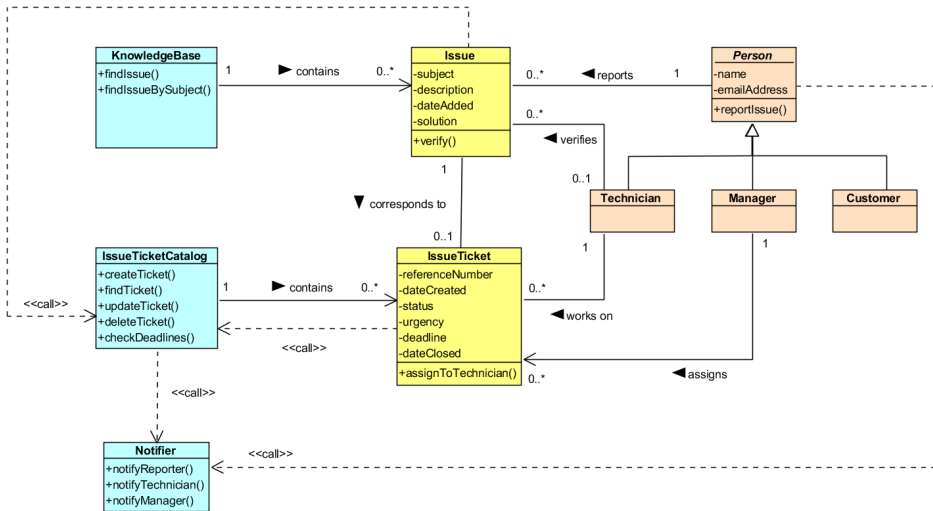 KnowledgeBase
+findIssue()
+findIssueBySubject()
1
contains
0..*
Issue
-subject
-description
-dateAdded
-solution
+verify()
0..*
reports
1
Person
-name
-emailAddress
+reportIssue()
0..*
verifies
0..1
Technician
Manager
Customer
1
corresponds to
0..1
IssueTicketCatalog
+createTicket()
+findTicket()
+updateTicket()
+deleteTicket()
+checkDeadlines()
<<call>>
1
contains
0..*
<<call>>
IssueTicket
-referenceNumber
-dateCreated
-status
-urgency
-deadline
-dateClosed
+assignToTechnician()
1
0..*
works on
1
0..*
assigns
<<call>>
Notifier
+notifyReporter()
+notifyTechnician()
+notifyManager()
<<call>>